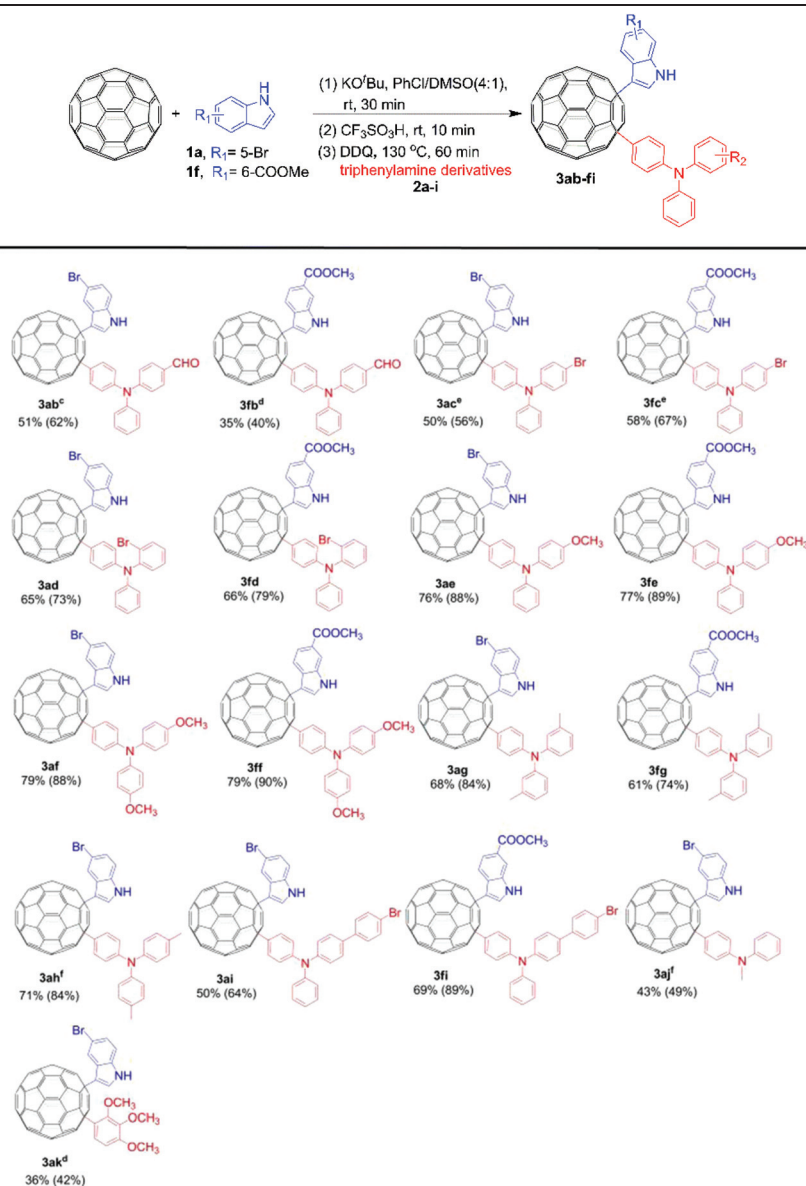 R₁
H
N
R₁
+
(1) KOᵗBu, PhCl/DMSO(4:1),
rt, 30 min
(2) CF₃SO₃H, rt, 10 min
(3) DDQ, 130 °C, 60 min
triphenylamine derivatives
2a-i
1a, R₁= 5-Br
1f, R₁= 6-COOMe
NH
N
R₂
3ab-fi
Br
NH
CHO
N
3abᶜ
51% (62%)
COOCH₃
NH
CHO
N
3fbᵈ
35% (40%)
Br
NH
Br
N
3acᵉ
50% (56%)
COOCH₃
NH
Br
N
3fcᵉ
58% (67%)
Br
NH
Br
N
3ad
65% (73%)
COOCH₃
NH
Br
N
3fd
66% (79%)
Br
NH
OCH₃
N
3ae
76% (88%)
COOCH₃
NH
OCH₃
N
3fe
77% (89%)
Br
NH
OCH₃
N
OCH₃
3af
79% (88%)
COOCH₃
NH
OCH₃
N
OCH₃
3ff
79% (90%)
Br
NH
N
3ag
68% (84%)
COOCH₃
NH
N
3fg
61% (74%)
Br
NH
N
3ahᶠ
71% (84%)
Br
NH
Br
N
3ai
50% (64%)
COOCH₃
NH
Br
N
3fi
69% (89%)
Br
NH
N
3ajᶠ
43% (49%)
Br
NH
OCH₃
OCH₃
OCH₃
3akᵈ
36% (42%)